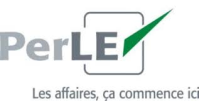 PerLE
Les affaires, ça commence ici